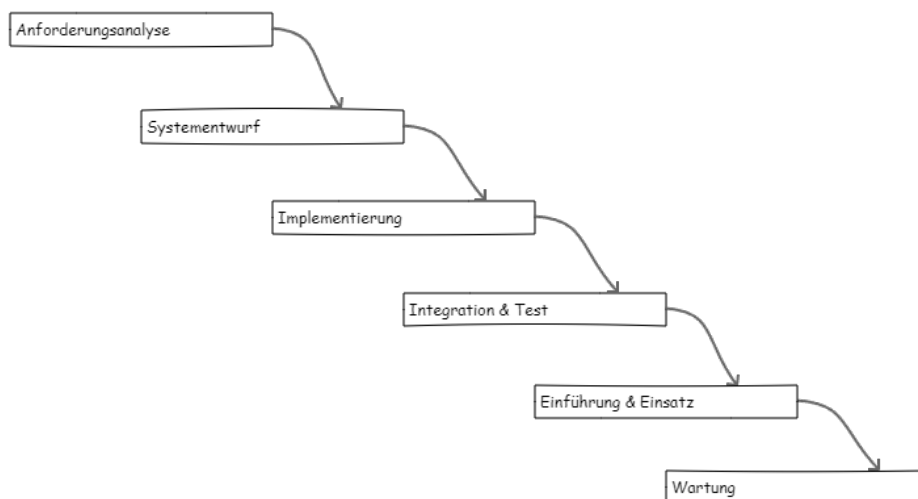 Anforderungsanalyse
Systementwurf
Implementierung
Integration & Test
Einführung & Einsatz
Wartung